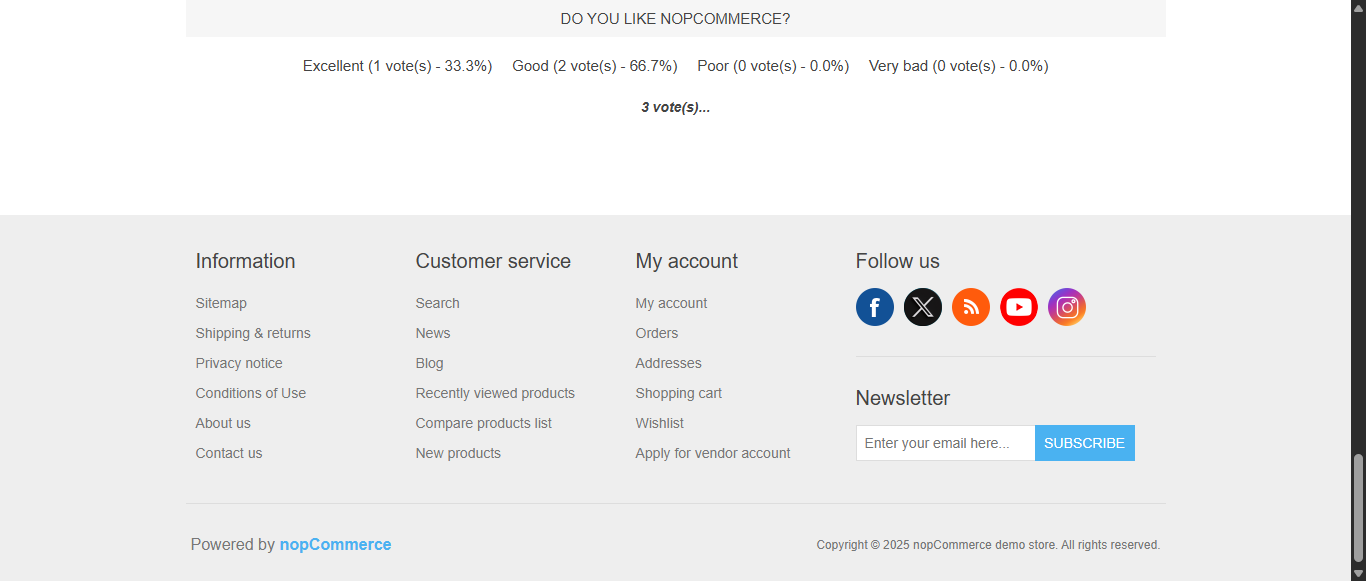 DO YOU LIKE NOPCOMMERCE?
Excellent (1 vote(s) - 33.3%) Good (2 vote(s) - 66.7%) Poor (0 vote(s) - 0.0%) Very bad (0 vote(s) - 0.0%)
3 vote(s)...
Information
Sitemap
Shipping & returns
Privacy notice
Conditions of Use
About us
Contact us
Customer service
Search
News
Blog
Recently viewed products
Compare products list
New products
My account
My account
Orders
Addresses
Shopping cart
Wishlist
Apply for vendor account
Follow us
Newsletter
Enter your email here... SUBSCRIBE
Powered by nopCommerce
Copyright © 2025 nopCommerce demo store. All rights reserved.